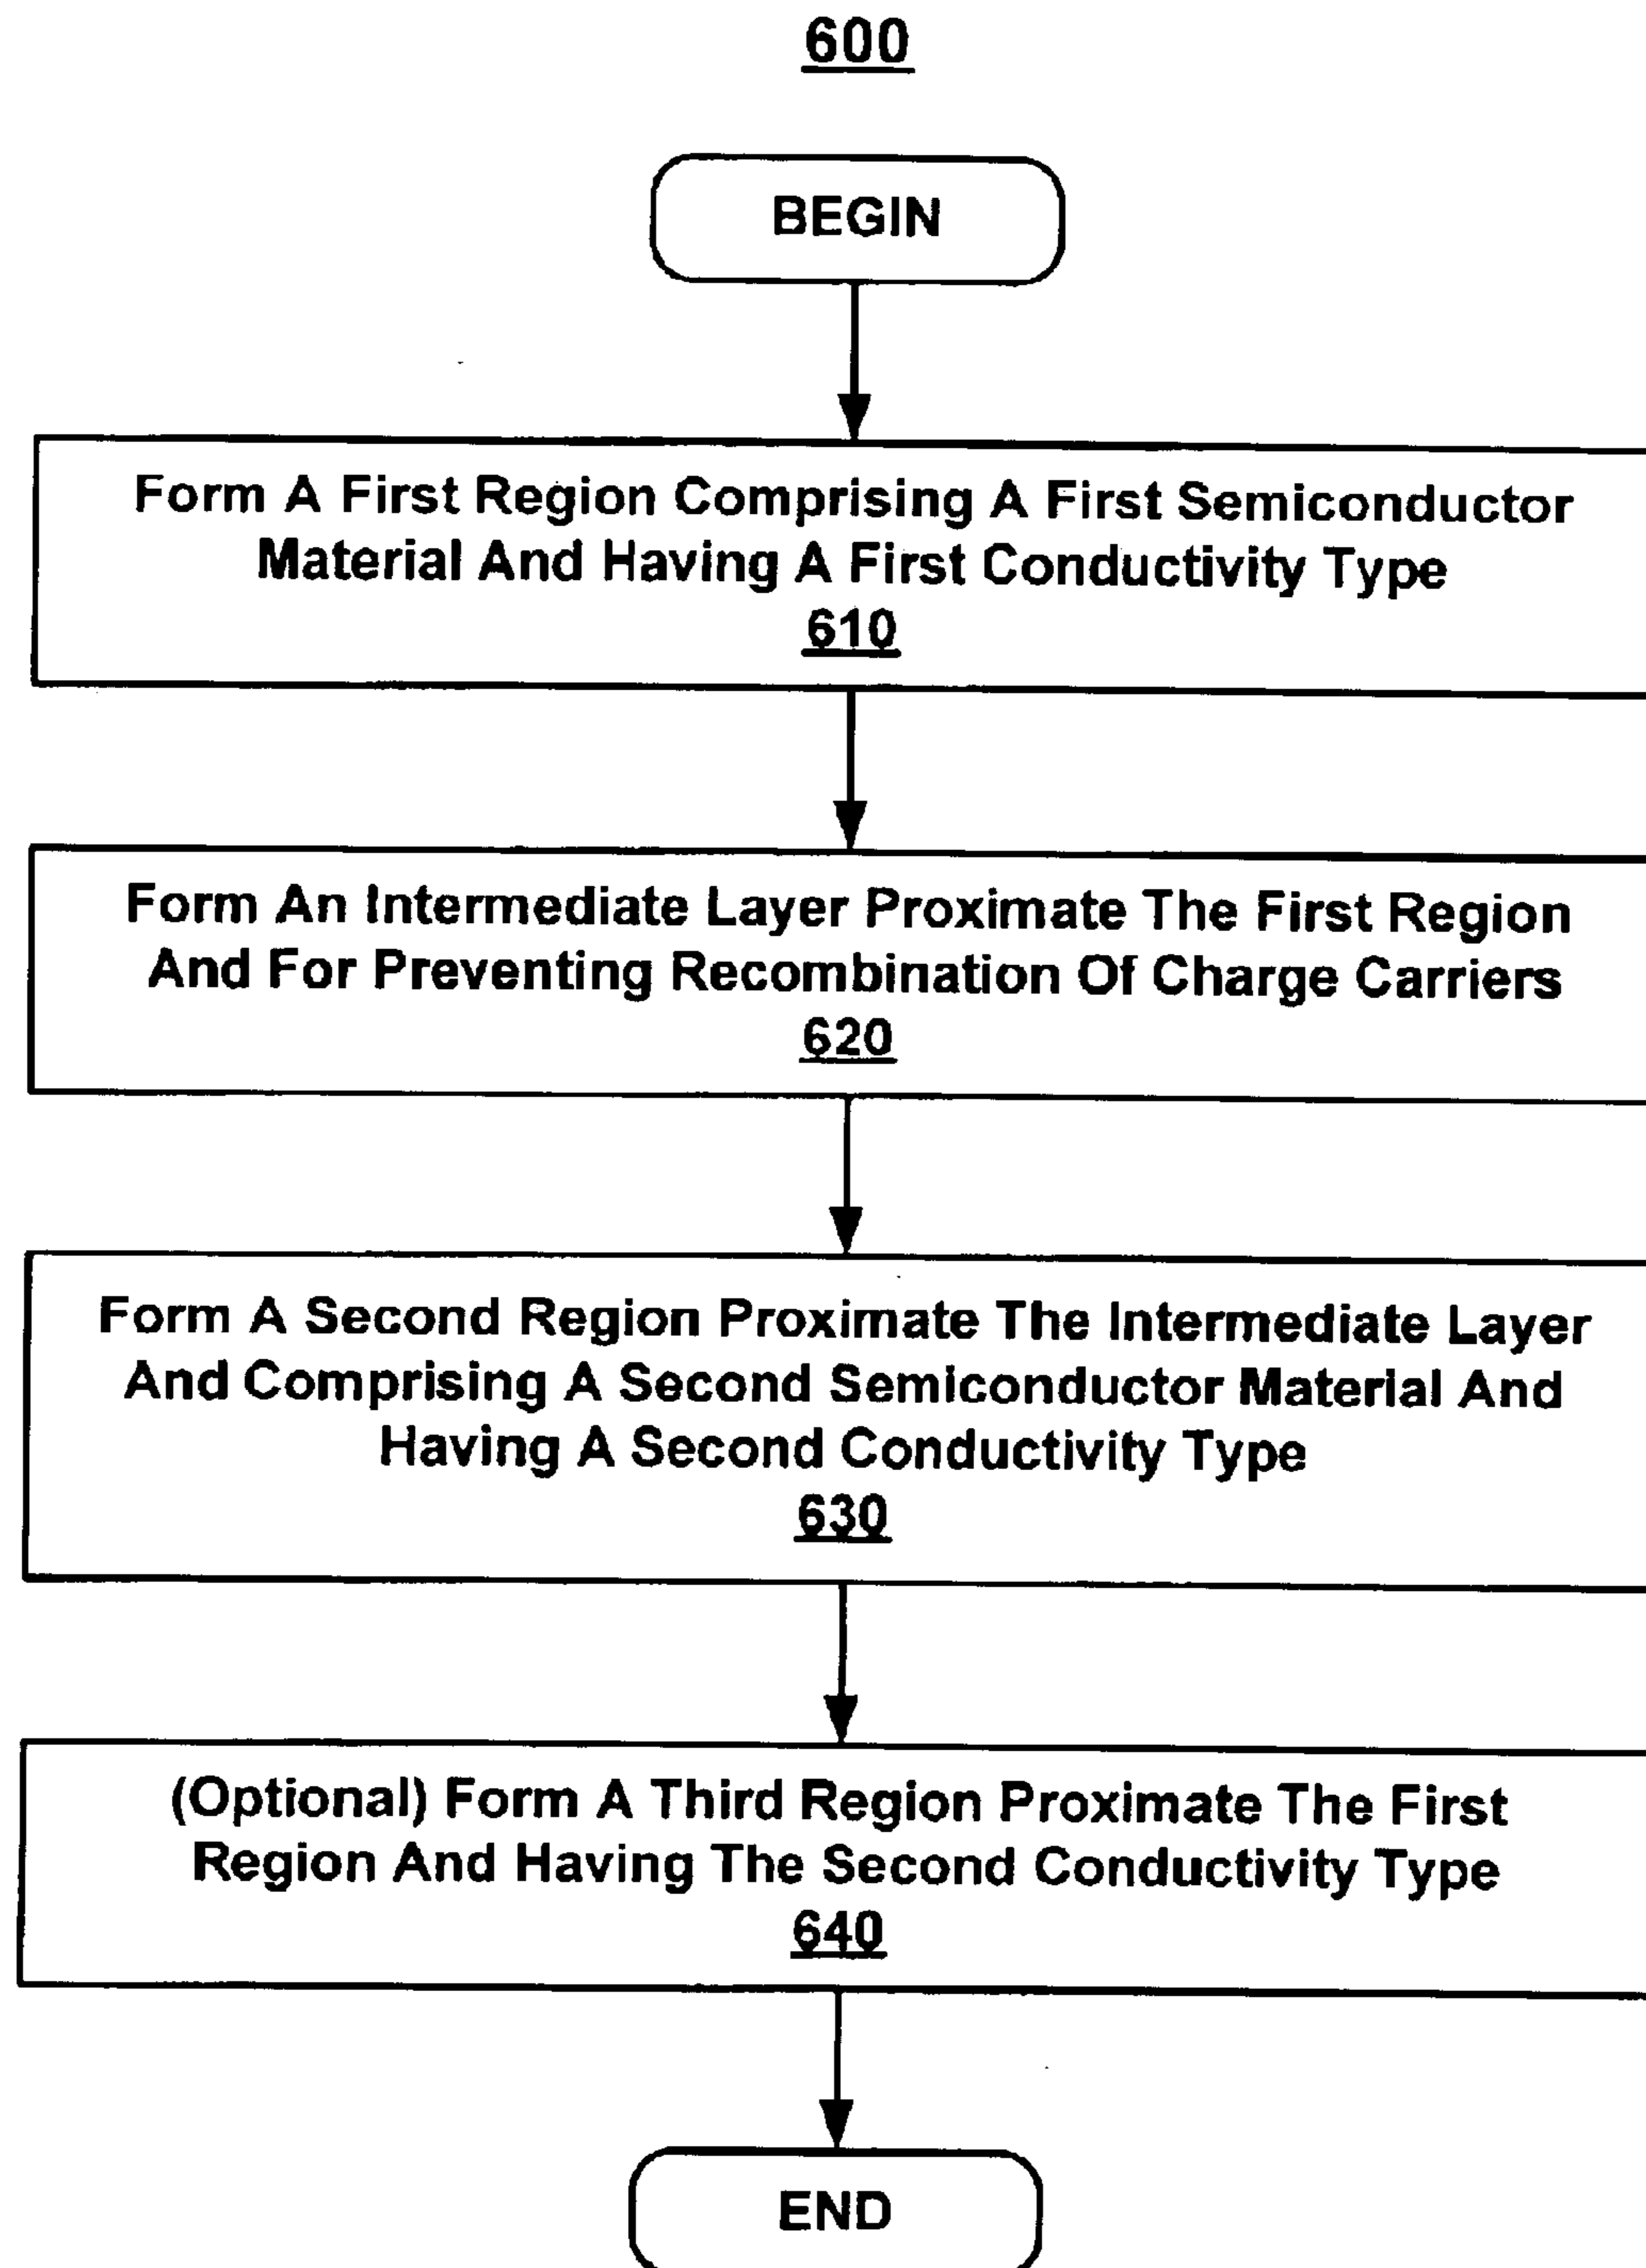 600
BEGIN
Form A First Region Comprising A First Semiconductor
Material And Having A First Conductivity Type
610
Form An Intermediate Layer Proximate The First Region
And For Preventing Recombination Of Charge Carriers
620
Form A Second Region Proximate The Intermediate Layer
And Comprising A Second Semiconductor Material And
Having A Second Conductivity Type
630
(Optional) Form A Third Region Proximate The First
Region And Having The Second Conductivity Type
640
END